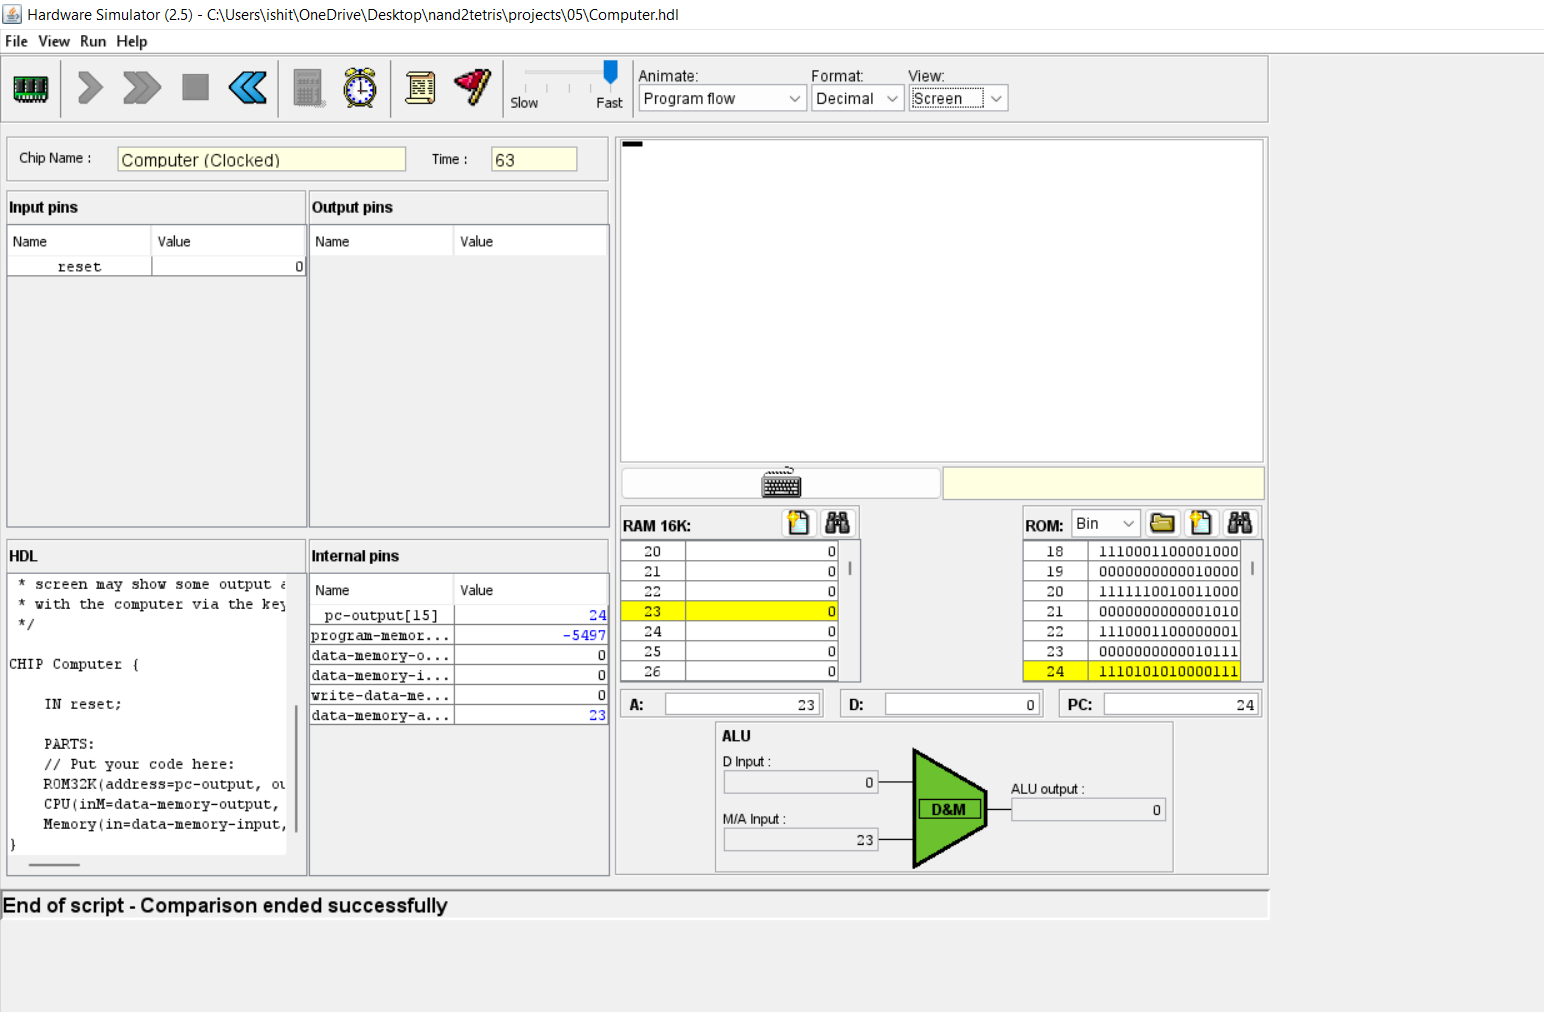 Hardware Simulator (2.5) - C:\Users\ishit\OneDrive\Desktop\nand2tetris\projects\05\Computer.hdl
File View Run Help
Slow Fast
Animate: Format: View:
Program flow Decimal Screen
Chip Name : Computer (Clocked) Time : 63
Input pins
Name Value
reset 0
Output pins
Name Value
HDL
* screen may show some output a
* with the computer via the key
*/
CHIP Computer {
IN reset;
PARTS:
// Put your code here:
ROM32K(address=pc-output, ou
CPU(inM=data-memory-output,
Memory(in=data-memory-input,
}
Internal pins
Name Value
pc-output[15] 24
program-memor... -5497
data-memory-o... 0
data-memory-i... 0
write-data-me... 0
data-memory-a... 23
RAM 16K:
20 0
21 0
22 0
23 0
24 0
25 0
26 0
ROM: Bin
18 1110001100001000
19 0000000000010000
20 1111110010011000
21 0000000000001010
22 1110001100000001
23 0000000000010111
24 1110101010000111
A: 23 D: 0 PC: 24
ALU
D Input : 0
M/A Input : 23
D&M
ALU output : 0
End of script - Comparison ended successfully